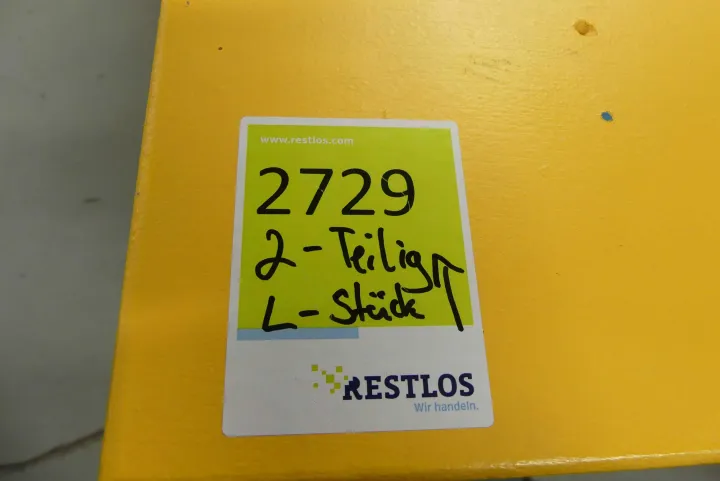 www.restlos.com
2729
2-Teilig
L-Stück
RESTLOS
Wir handeln.